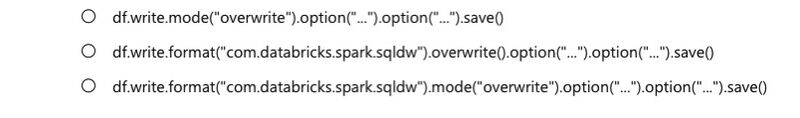 df.write.mode("overwrite").option("...").option("...").save()
df.write.format("com.databricks.spark.sqldw").overwrite().option("...").option("...").save()
df.write.format("com.databricks.spark.sqldw").mode("overwrite").option("...").option("...").save()